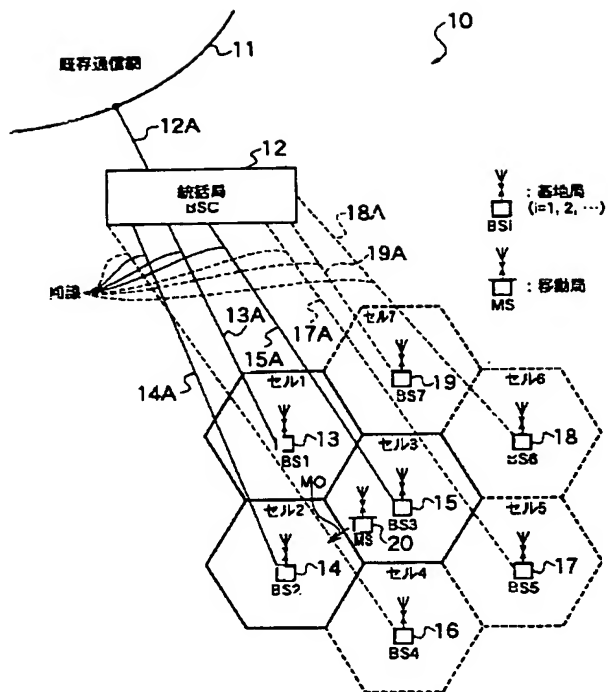 10
11
既存通信網
12A
12
統括局
BSC
18A
: 基地局
(i=1, 2, …)
BSi
19A
: 移動局
MS
回線
13A
17A
セル7
15A
14A
セル1
19
BS7
セル6
13
BS1
セル3
18
BS6
MO
セル2
15
BS3
MS
20
セル5
14
BS2
セル4
17
BS5
16
BS4